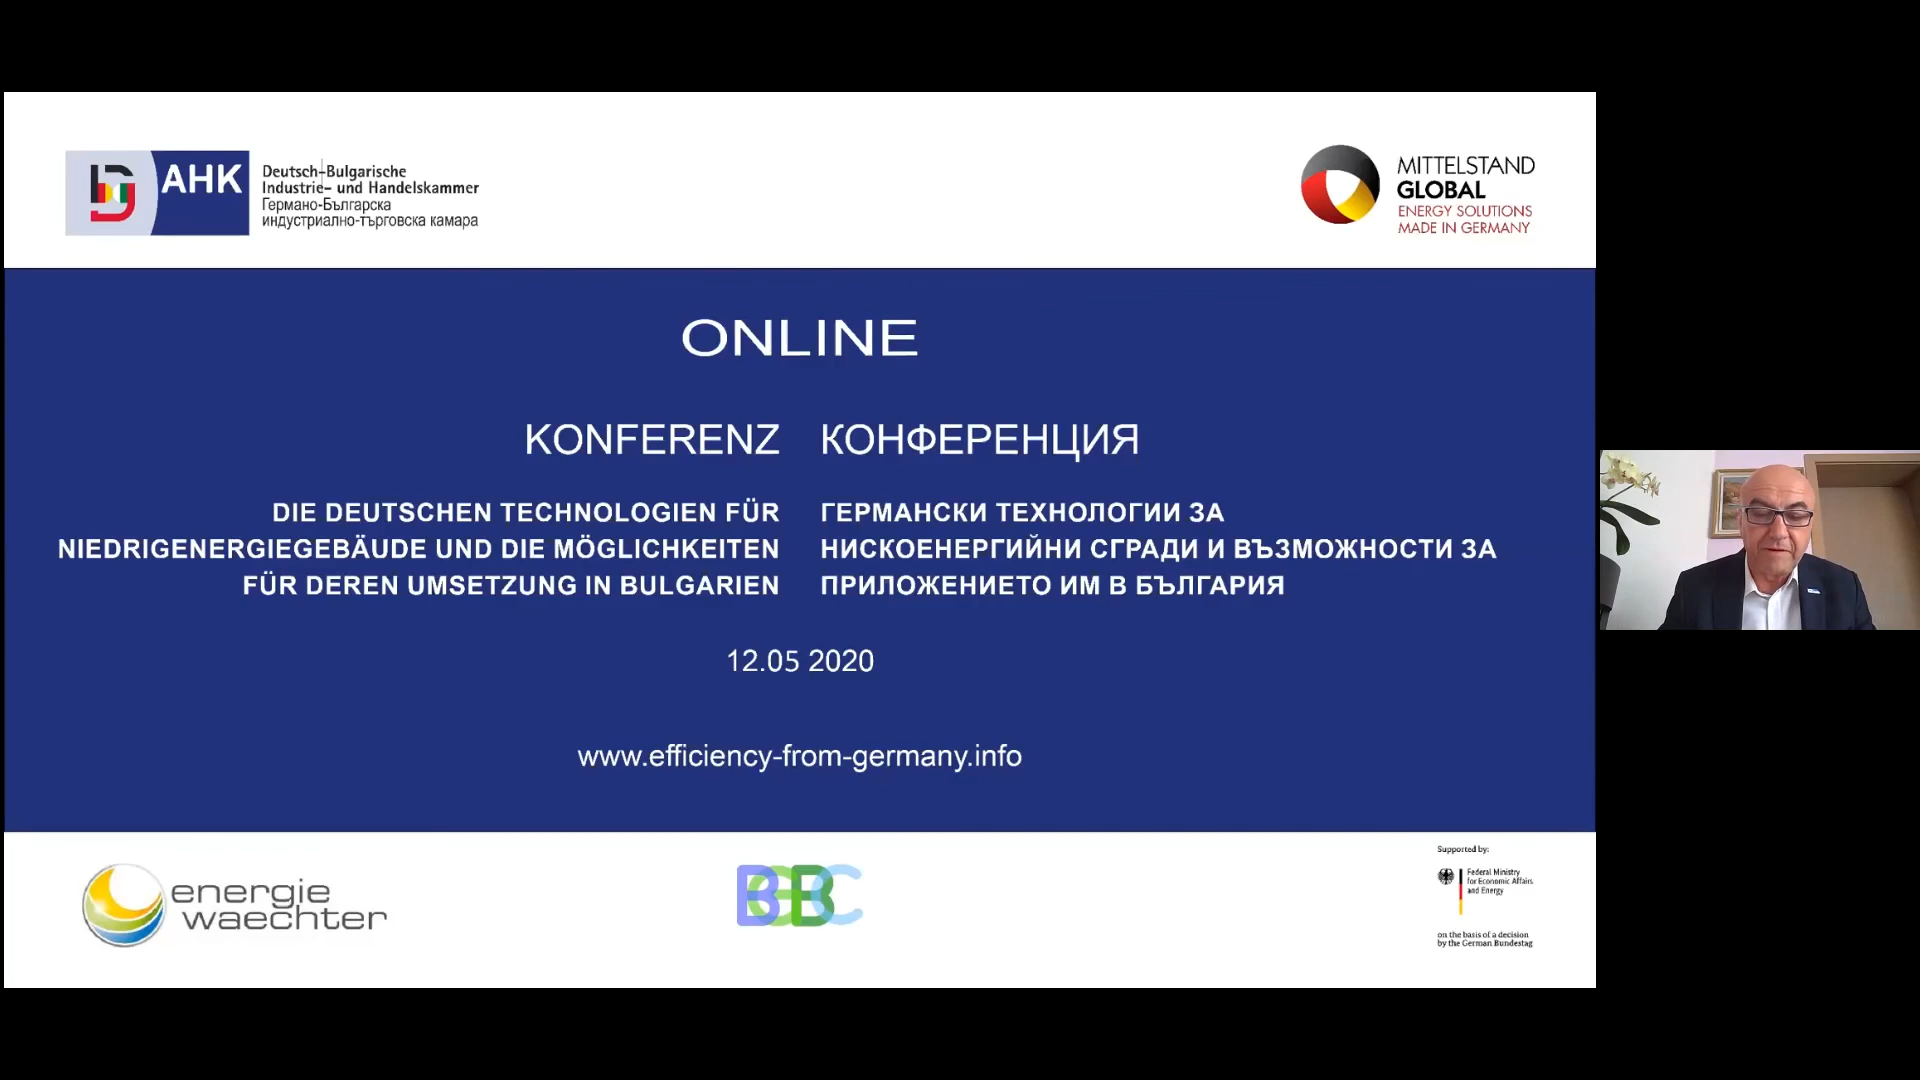 AHK
Deutsch-Bulgarische
Industrie- und Handelskammer
Германо-Българска
индустриално-търговска камара
MITTELSTAND
GLOBAL
ENERGY SOLUTIONS
MADE IN GERMANY
ONLINE
KONFERENZ
DIE DEUTSCHEN TECHNOLOGIEN FÜR
NIEDRIGENERGIEGEBÄUDE UND DIE MÖGLICHKEITEN
FÜR DEREN UMSETZUNG IN BULGARIEN
КОНФЕРЕНЦИЯ
ГЕРМАНСКИ ТЕХНОЛОГИИ ЗА
НИСКОЕНЕРГИЙНИ СГРАДИ И ВЪЗМОЖНОСТИ ЗА
ПРИЛОЖЕНИЕТО ИМ В БЪЛГАРИЯ
12.05 2020
www.efficiency-from-germany.info
energie
waechter
BGBC
Supported by:
Federal Ministry
for Economic Affairs
and Energy
on the basis of a decision
by the German Bundestag